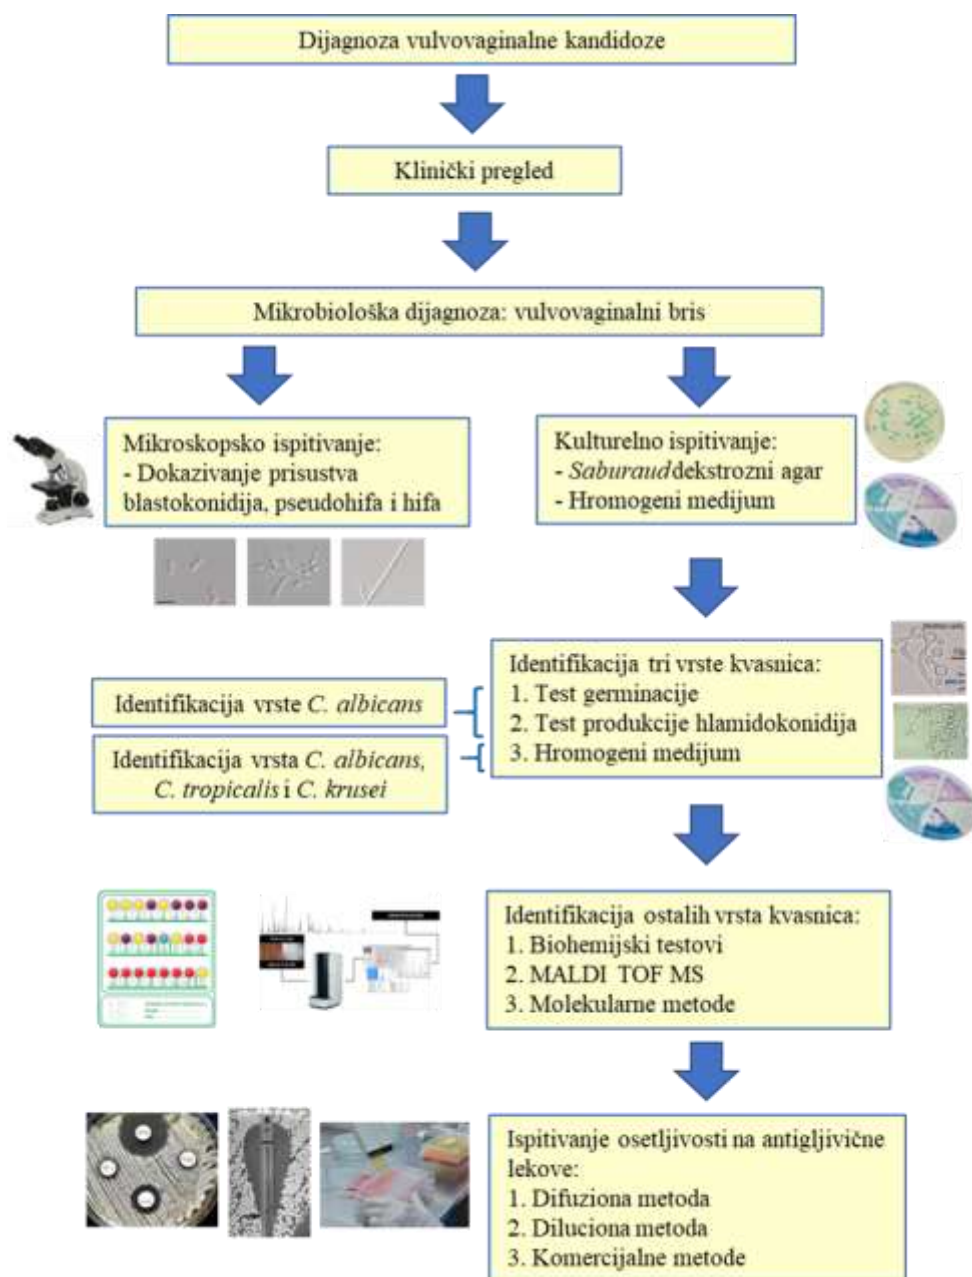 Dijagnoza vulvovaginalne kandidoze
Klinički pregled
Mikrobiološka dijagnoza: vulvovaginalni bris
Mikroskopsko ispitivanje:
- Dokazivanje prisustva
blastokonidija, pseudohifa i hifa
Kulturelno ispitivanje:
- Saburaud dekstrozni agar
- Hromogeni medijum
Identifikacija vrste C. albicans
Identifikacija vrsta C. albicans,
C. tropicalis i C. krusei
Identifikacija tri vrste kvasnica:
1. Test germinacije
2. Test produkcije hlamidokonidija
3. Hromogeni medijum
Identifikacija ostalih vrsta kvasnica:
1. Biohemijski testovi
2. MALDI TOF MS
3. Molekularne metode
Ispitivanje osetljivosti na antigljivične
lekove:
1. Difuziona metoda
2. Diluciona metoda
3. Komercijalne metode